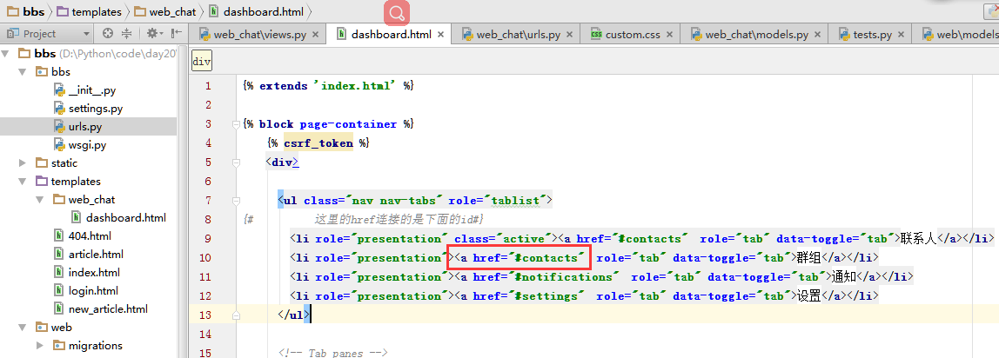 bbs templates web_chat dashboard.html
Project
web_chat\views.py dashboard.html web_chat\urls.py custom.css web_chat\models.py tests.py web\models
bbs (D:\Python\code\day20
bbs
__init__.py
settings.py
urls.py
wsgi.py
static
templates
web_chat
dashboard.html
404.html
article.html
index.html
login.html
new_article.html
web
migrations
div
1 {% extends 'index.html' %}
2
3 {% block page-container %}
4 {% csrf_token %}
5 <div>
6
7 <ul class="nav nav-tabs" role="tablist">
8 {# 这里的href连接的是下面的id#}
9 <li role="presentation" class="active"><a href="#contacts" role="tab" data-toggle="tab">联系人</a></li>
10 <li role="presentation"><a href="#contacts" role="tab" data-toggle="tab">群组</a></li>
11 <li role="presentation"><a href="#notifications" role="tab" data-toggle="tab">通知</a></li>
12 <li role="presentation"><a href="#settings" role="tab" data-toggle="tab">设置</a></li>
13 </ul>
14
15 <!-- Tab panes -->